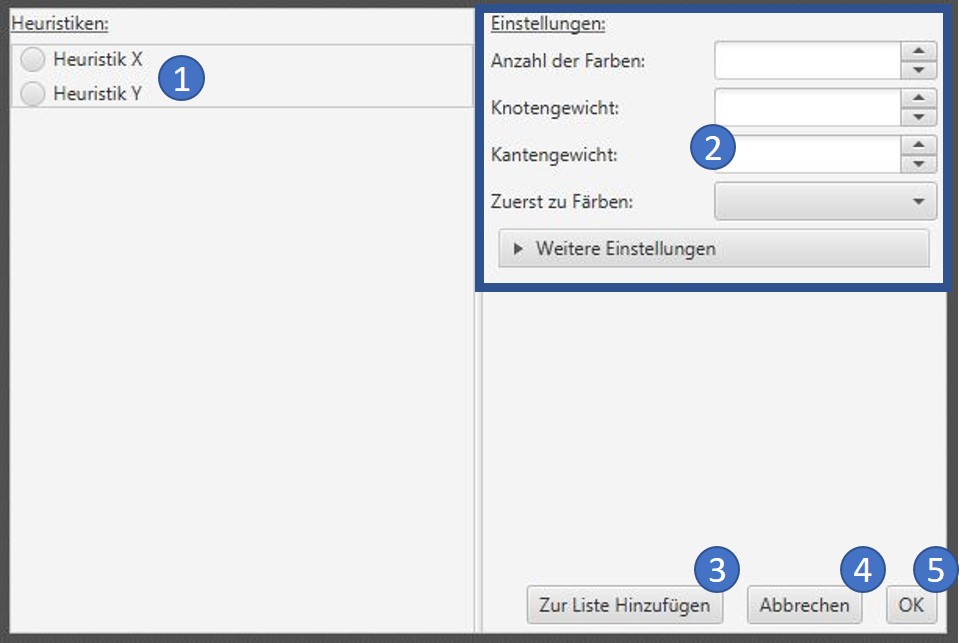 Heuristiken:
Heuristik X
1
Heuristik Y
Einstellungen:
Anzahl der Farben:
Knotengewicht:
Kantengewicht:
2
Zuerst zu Färben:
Weitere Einstellungen
3
4
5
Zur Liste Hinzufügen
Abbrechen
OK